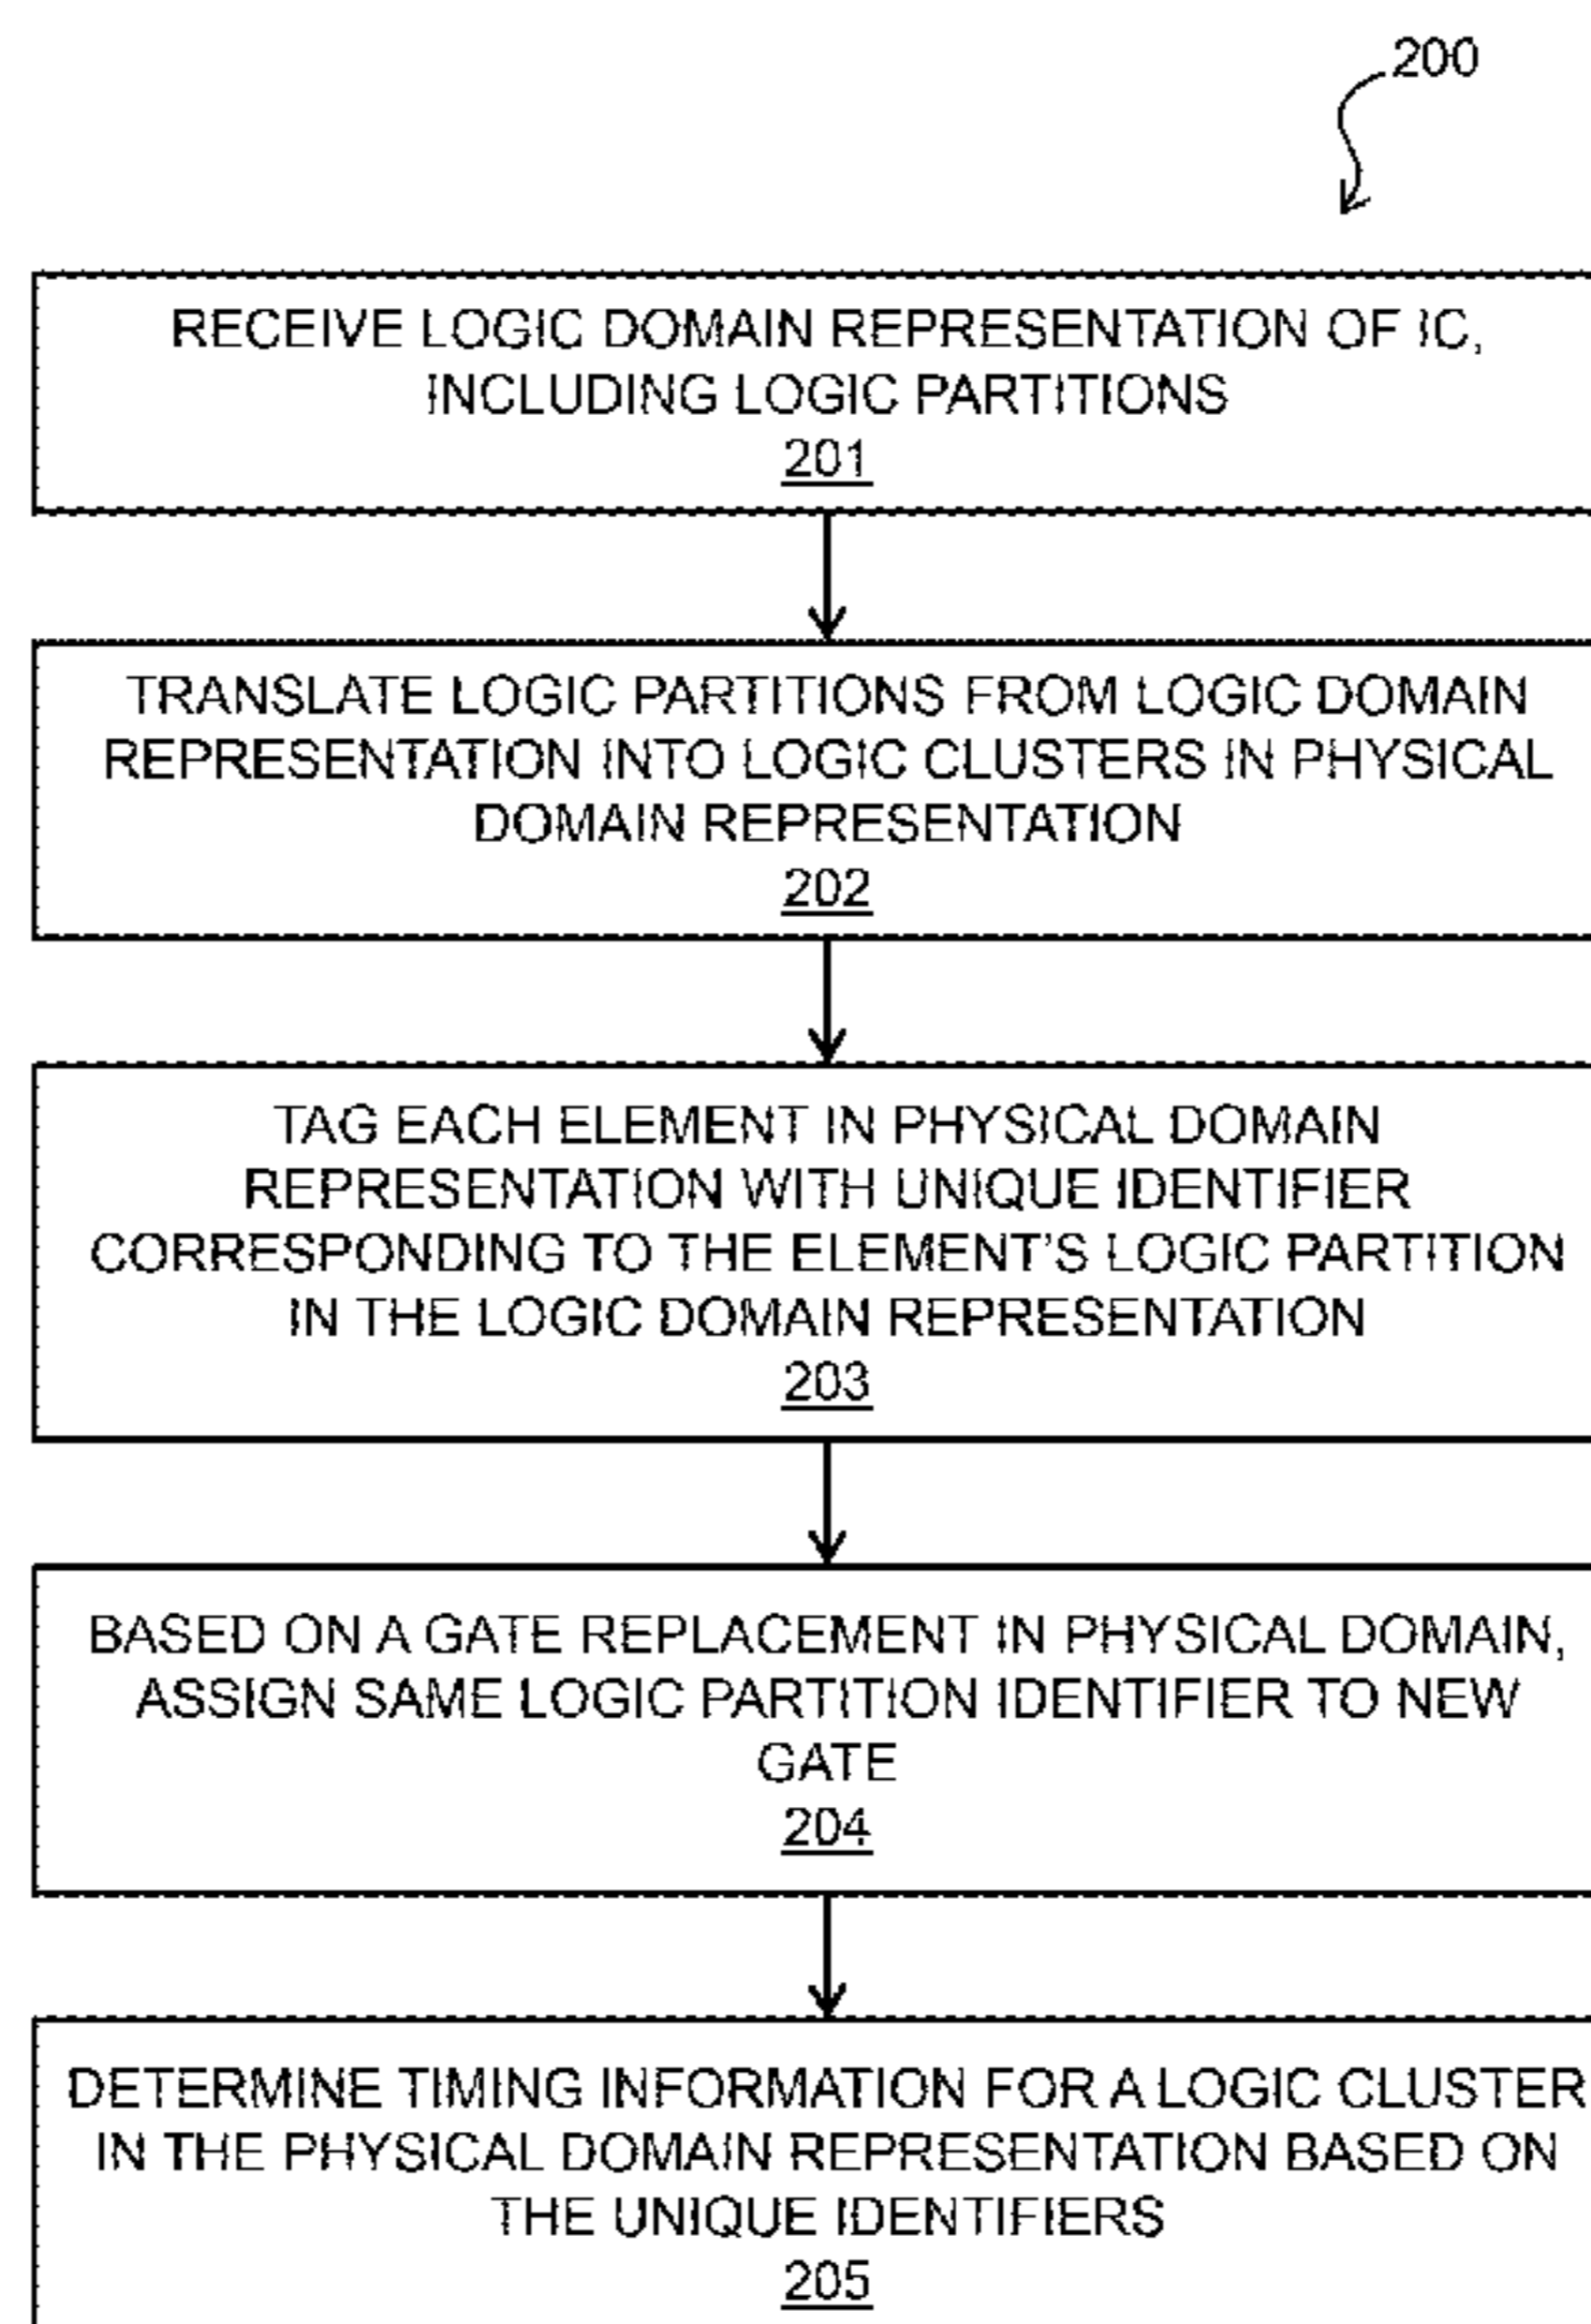 200
RECEIVE LOGIC DOMAIN REPRESENTATION OF IC,
INCLUDING LOGIC PARTITIONS
201
TRANSLATE LOGIC PARTITIONS FROM LOGIC DOMAIN
REPRESENTATION INTO LOGIC CLUSTERS IN PHYSICAL
DOMAIN REPRESENTATION
202
TAG EACH ELEMENT IN PHYSICAL DOMAIN
REPRESENTATION WITH UNIQUE IDENTIFIER
CORRESPONDING TO THE ELEMENT'S LOGIC PARTITION
IN THE LOGIC DOMAIN REPRESENTATION
203
BASED ON A GATE REPLACEMENT IN PHYSICAL DOMAIN,
ASSIGN SAME LOGIC PARTITION IDENTIFIER TO NEW
GATE
204
DETERMINE TIMING INFORMATION FOR A LOGIC CLUSTER
IN THE PHYSICAL DOMAIN REPRESENTATION BASED ON
THE UNIQUE IDENTIFIERS
205